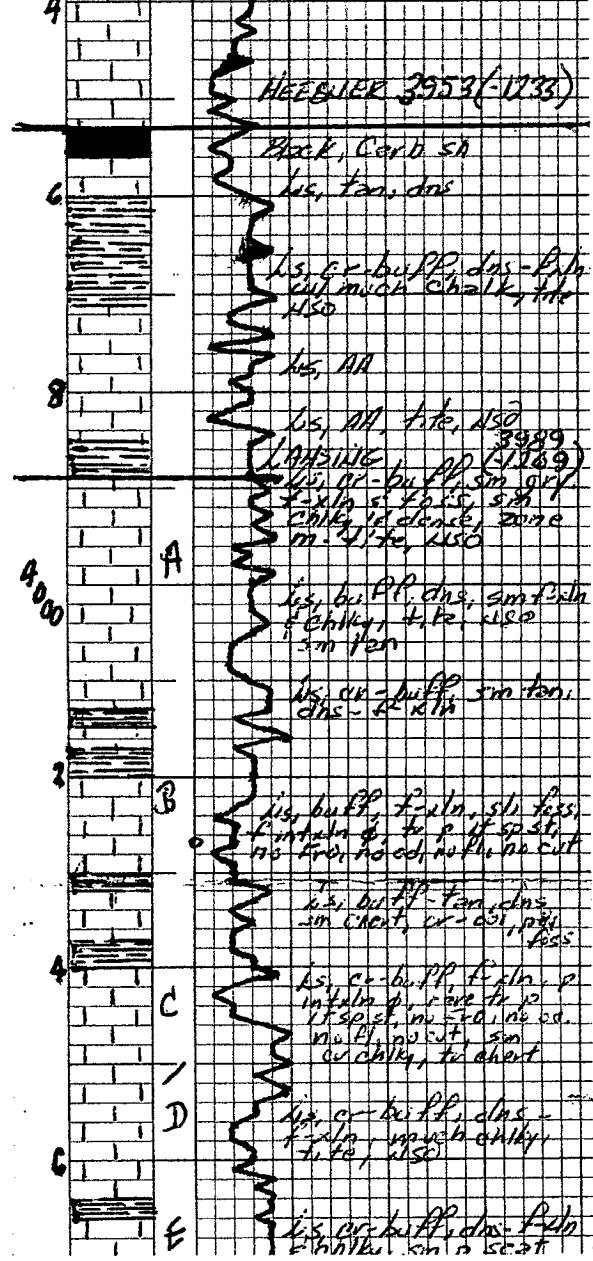 4
HEEBNER 3953 (-1233)
Black, Carb sh
Ls, tan, dns
6
Ls, cr-buff, dns-f-xln
w/ much chalk, tite
NSO
Ls, AA
8
Ls, AA, tite, NSO
3989
LANSING (-1269)
Ls, cr-buff, sm gry,
f-xln & foss, sm
chlky, id dense, zone
m-tite, NSO
A
4000
Ls, buff, dns, sm f-xln
& chlky, tite, NSO
sm tan
Ls, cr-buff, sm tan,
dns-f-xln
2
B
Ls, buff, f-xln, sli foss,
f intxln φ, tr p lt sp st,
no fro, no od, no fl, no cut
Ls, buff-tan, dns,
sm chert, cr-ool,
foss
4
C
Ls, cr-buff, f-xln, p
intxln φ, rare tr p
lt sp st, no fro, no od,
no fl, no cut, sm
cr chlky, tr chert
/
D
Ls, cr-buff, dns-
f-xln, much chlky,
tite, NSO
6
E
Ls, cr-buff, dns-f-xln
chlky, sm p scat